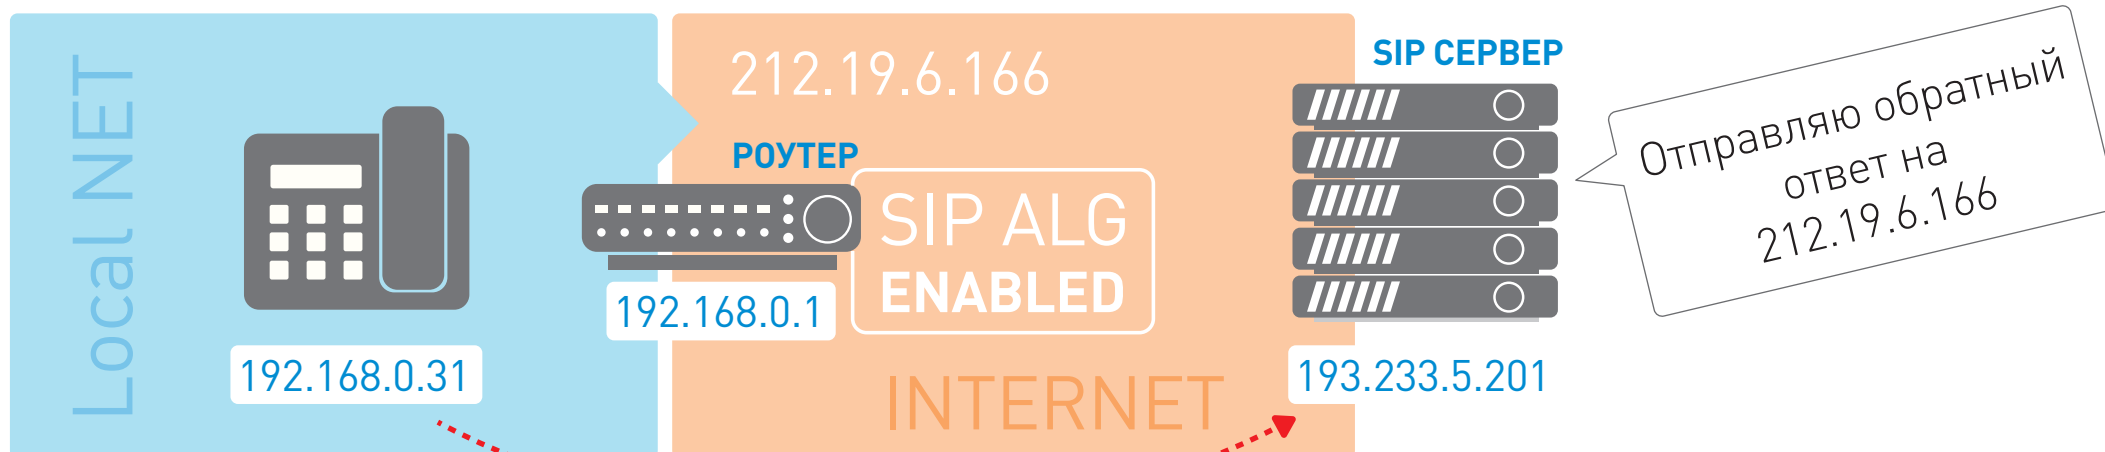 Local NET
192.168.0.31
212.19.6.166
РОУТЕР
192.168.0.1
SIP ALG
ENABLED
INTERNET
SIP СЕРВЕР
193.233.5.201
Отправляю обратный
ответ на
212.19.6.166